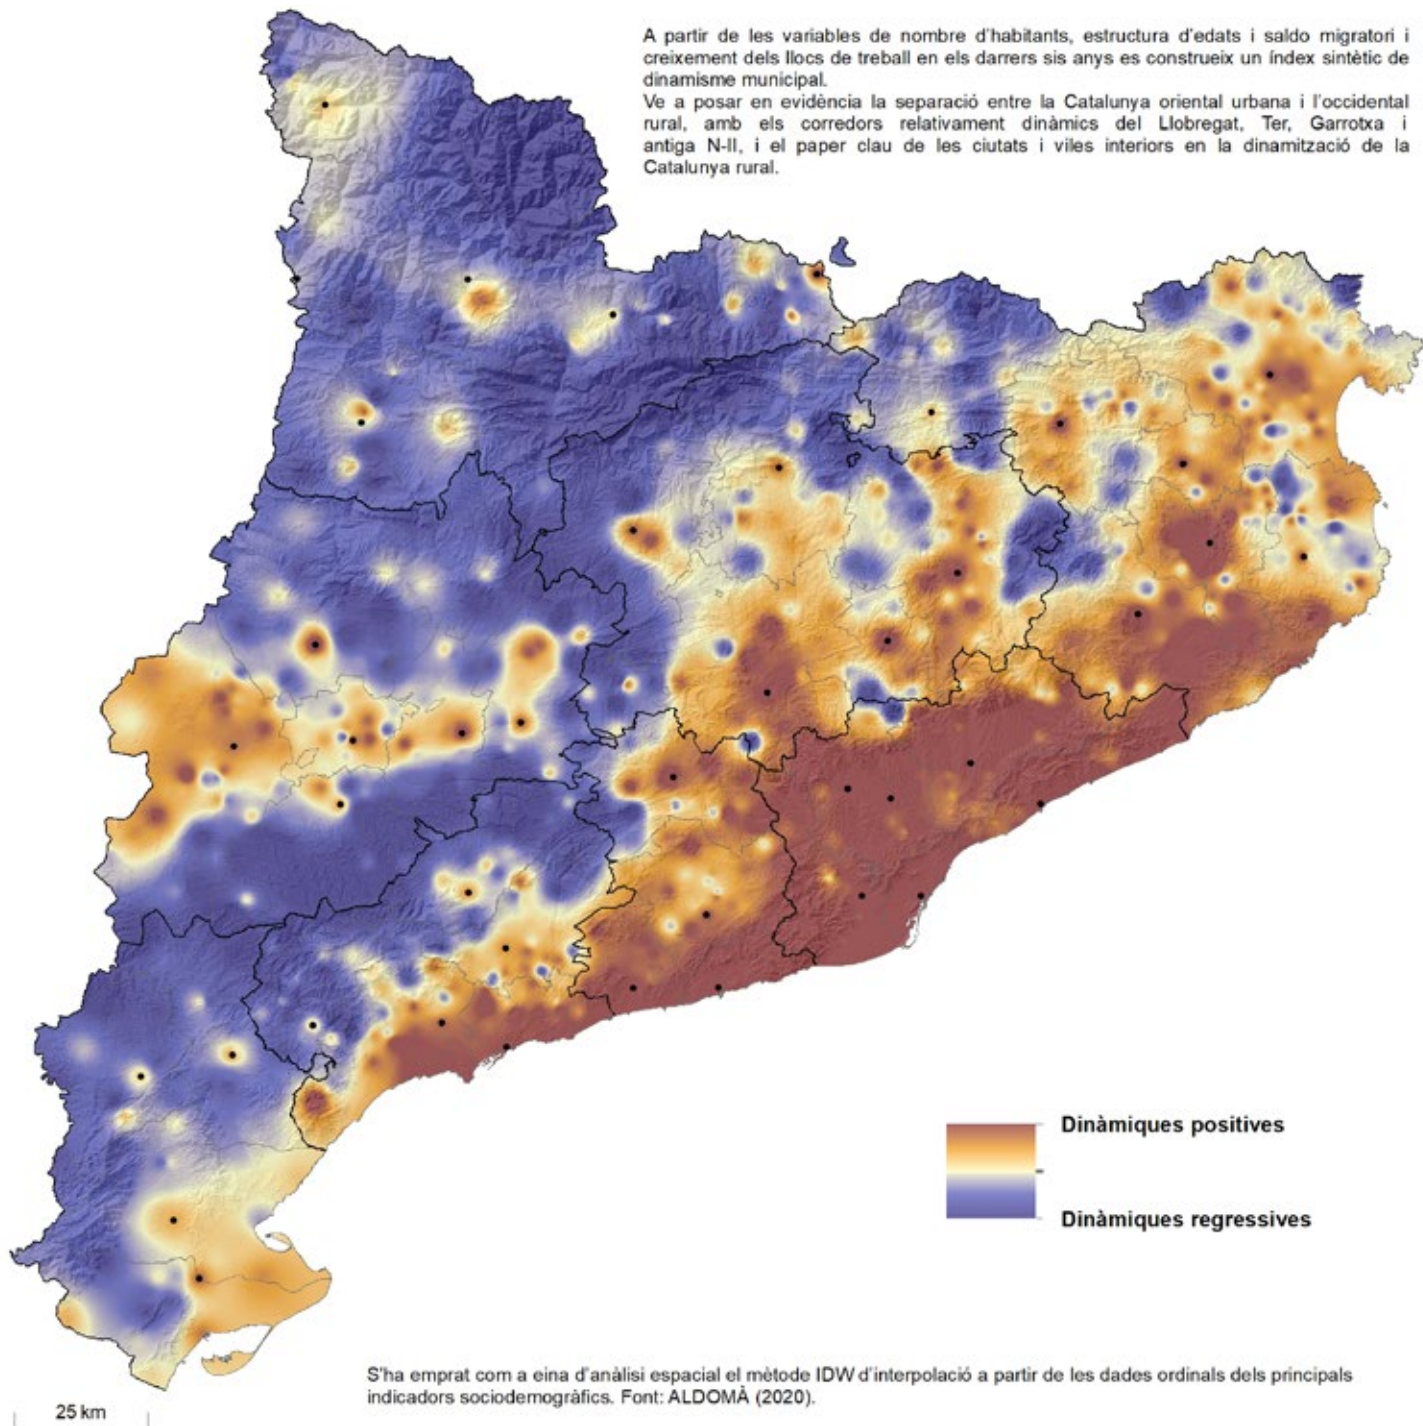 A partir de les variables de nombre d'habitants, estructura d'edats i saldo migratori i
creixement dels llocs de treball en els darrers sis anys es construeix un índex sintètic de
dinamisme municipal.
Ve a posar en evidència la separació entre la Catalunya oriental urbana i l'occidental
rural, amb els corredors relativament dinàmics del Llobregat, Ter, Garrotxa i
antiga N-II, i el paper clau de les ciutats i viles interiors en la dinamització de la
Catalunya rural.
Dinàmiques positives
Dinàmiques regressives
S'ha emprat com a eina d'anàlisi espacial el mètode IDW d'interpolació a partir de les dades ordinals dels principals
indicadors sociodemogràfics. Font: ALDOMÀ (2020).
25 km